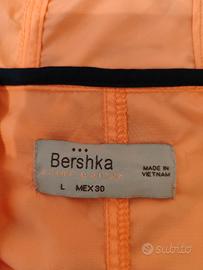 Bershka
L MEX 30
MADE IN
VIETNAM
subito